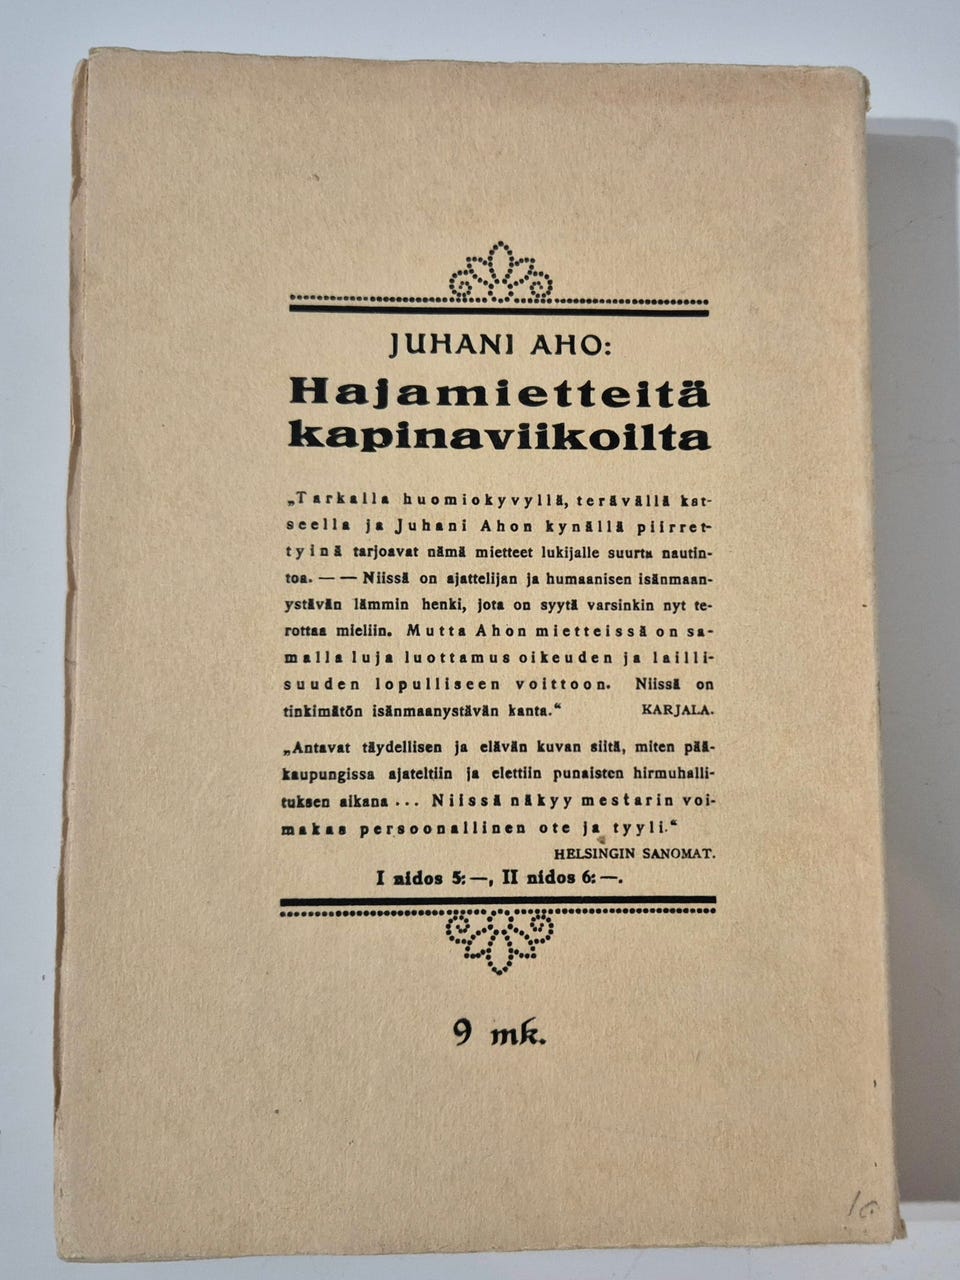 JUHANI AHO:
Hajamietteitä
kapinaviikoilta
„Tarkalla huomiokyvyllä, terävällä kat-
seella ja Juhani Ahon kynällä piirret-
tyinä tarjoavat nämä mietteet lukijalle suurta nautin-
toa. — — Niissä on ajattelijan ja humaanisen isänmaan-
ystävän lämmin henki, jota on syytä varsinkin nyt te-
rottaa mieliin. Mutta Ahon mietteissä on sa-
malla luja luottamus oikeuden ja lailli-
suuden lopulliseen voittoon. Niissä on
tinkimätön isänmaanystävän kanta.“ KARJALA.
„Antavat täydellisen ja elävän kuvan siitä, miten pää-
kaupungissa ajateltiin ja elettiin punaisten hirmuhalli-
tuksen aikana... Niissä näkyy mestarin voi-
makas persoonallinen ote ja tyyli.“
HELSINGIN SANOMAT.
I nidos 5:—, II nidos 6:—.
9 mk.